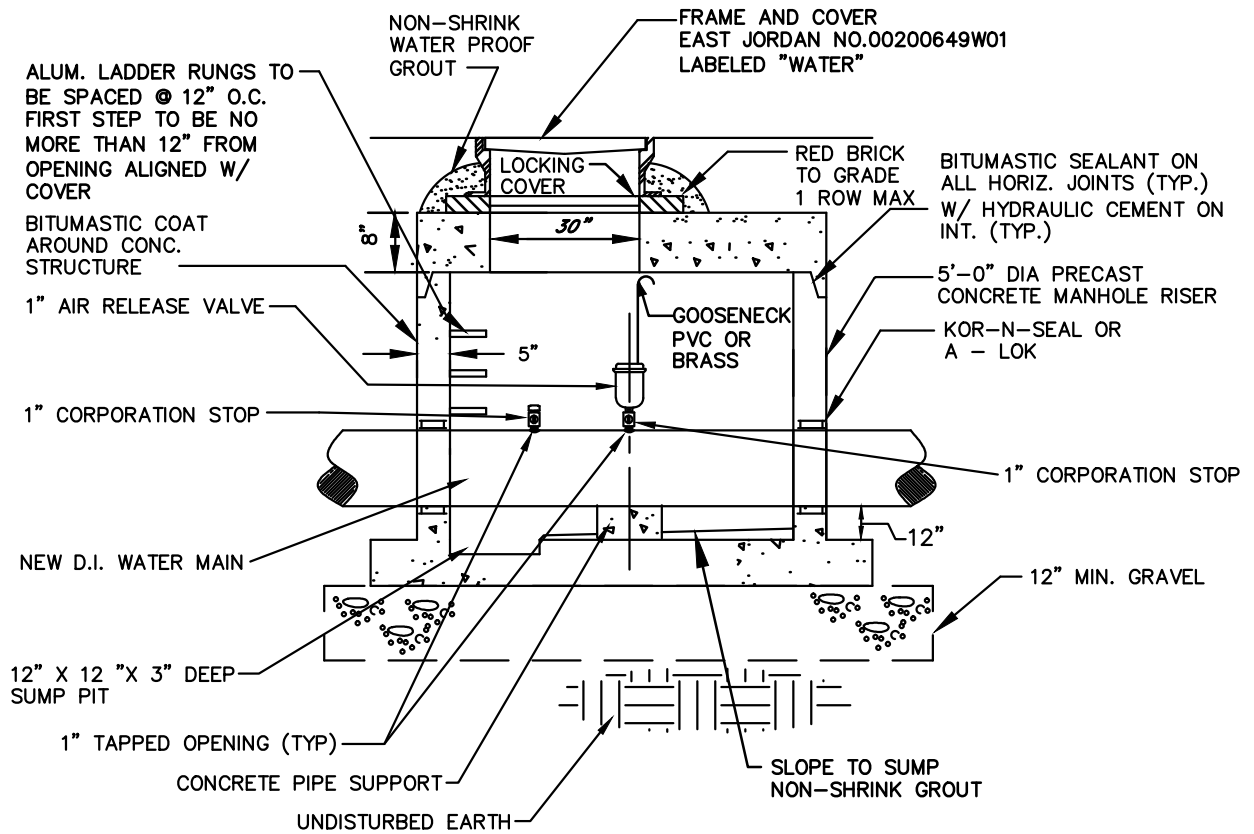 NON-SHRINK
WATER PROOF
GROUT
FRAME AND COVER
EAST JORDAN NO.00200649W01
LABELED "WATER"
ALUM. LADDER RUNGS TO
BE SPACED @ 12" O.C.
FIRST STEP TO BE NO
MORE THAN 12" FROM
OPENING ALIGNED W/
COVER
LOCKING
COVER
RED BRICK
TO GRADE
1 ROW MAX
BITUMASTIC SEALANT ON
ALL HORIZ. JOINTS (TYP.)
W/ HYDRAULIC CEMENT ON
INT. (TYP.)
BITUMASTIC COAT
AROUND CONC.
STRUCTURE
8"
30"
5'-0" DIA PRECAST
CONCRETE MANHOLE RISER
1" AIR RELEASE VALVE
GOOSENECK
PVC OR
BRASS
KOR-N-SEAL OR
A - LOK
5"
1" CORPORATION STOP
1" CORPORATION STOP
NEW D.I. WATER MAIN
12"
12" MIN. GRAVEL
12" X 12 "X 3" DEEP
SUMP PIT
1" TAPPED OPENING (TYP)
CONCRETE PIPE SUPPORT
SLOPE TO SUMP
NON-SHRINK GROUT
UNDISTURBED EARTH